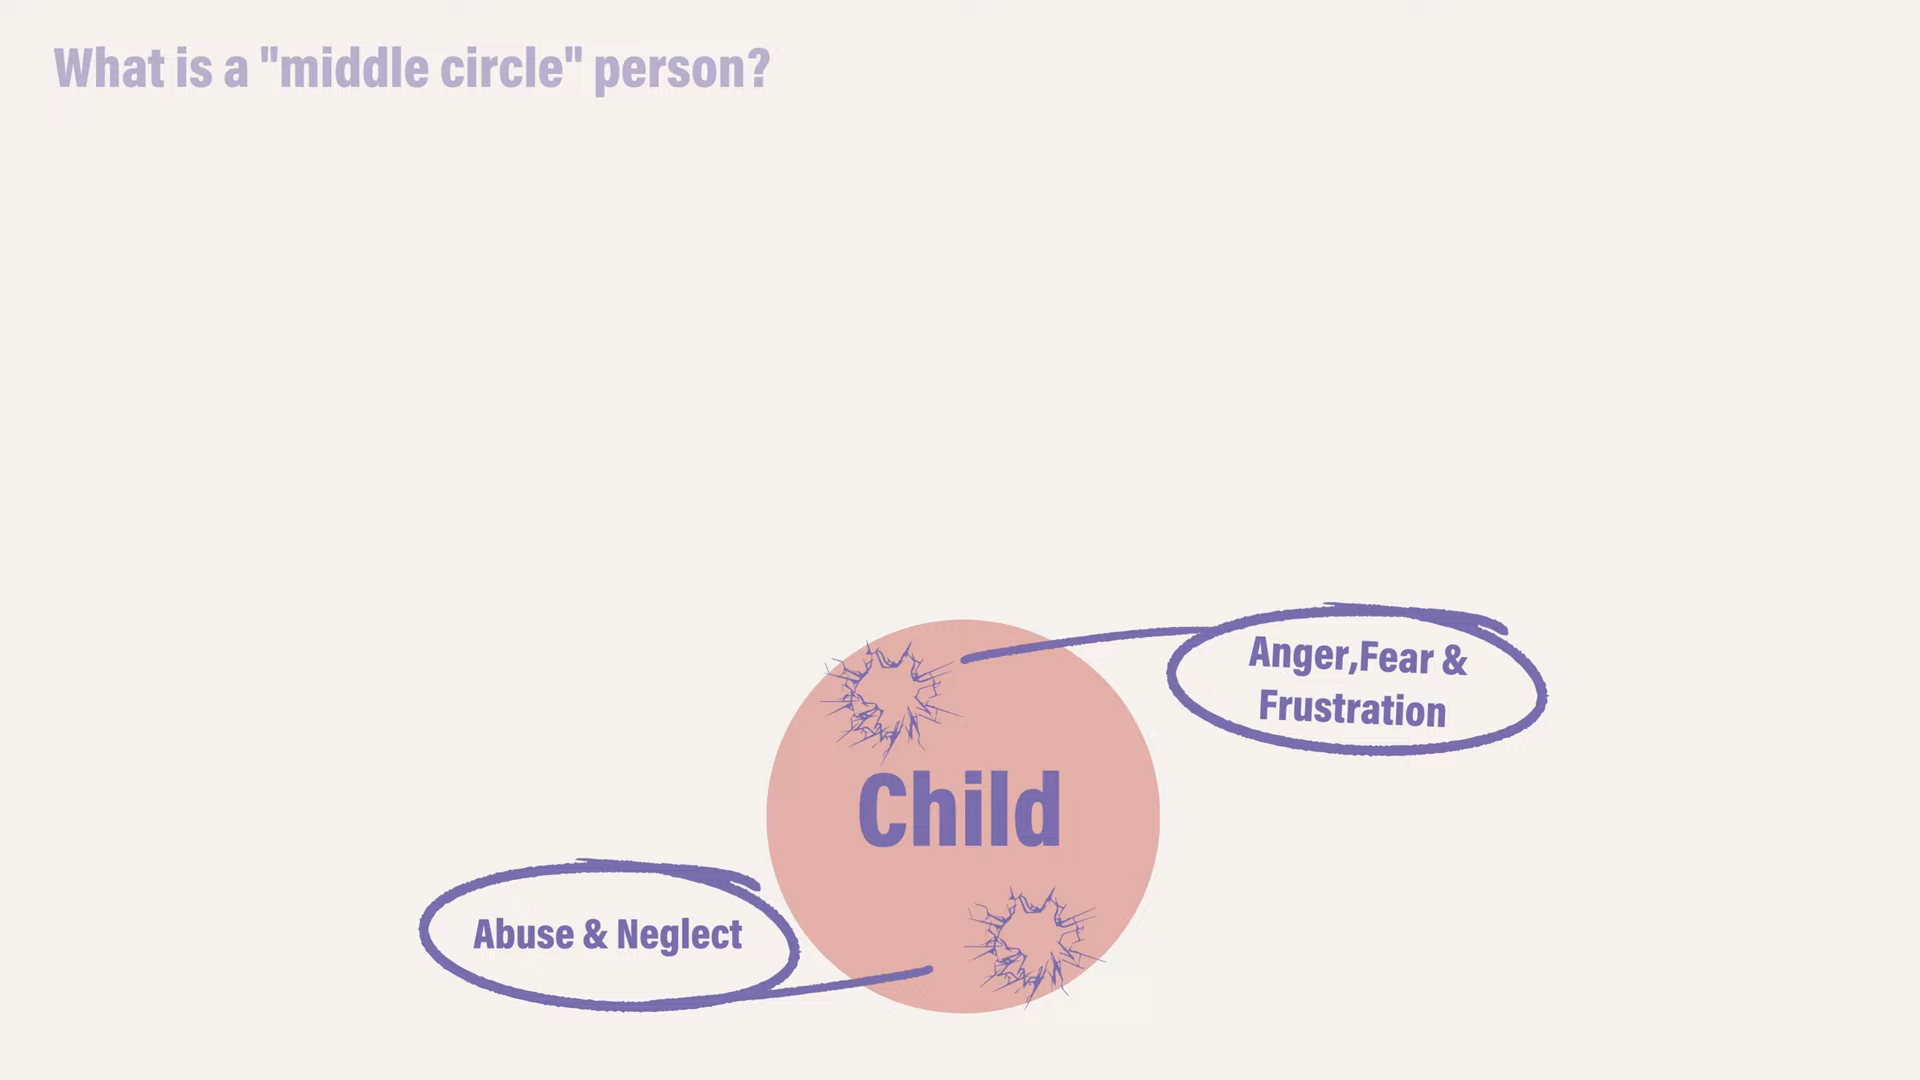 What is a "middle circle" person?
Anger,Fear &
Frustration
Child
Abuse & Neglect